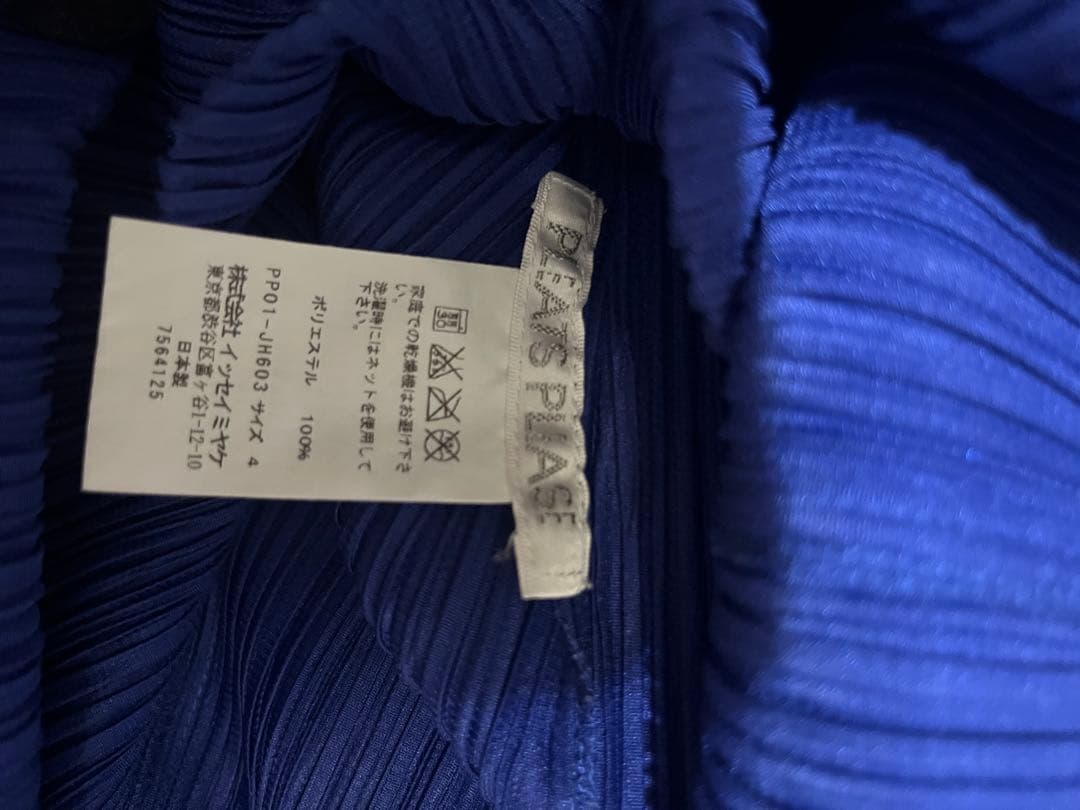 PLEATS PLEASE
家庭での乾燥機はお避け下さ
い。
洗濯時にはネットを使用して
下さい。
ポリエステル 100%
PP01-JH603 サイズ 4
株式会社 イッセイミヤケ
東京都渋谷区富ヶ谷1-12-10
日本製
7564125